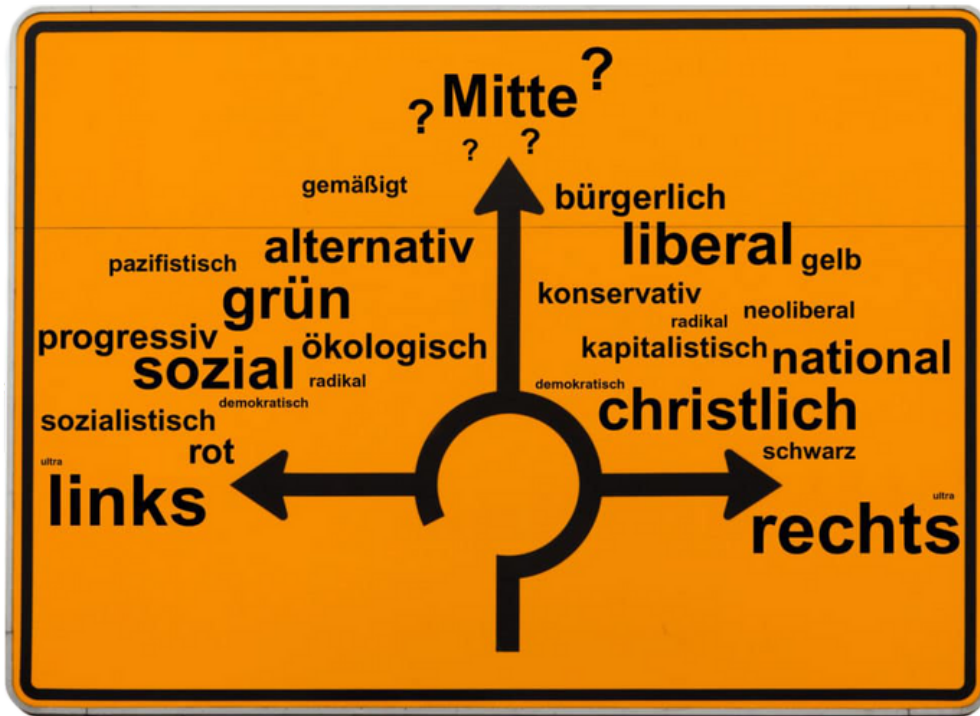 ? Mitte ?
? ?
gemäßigt
bürgerlich
alternativ
liberal
pazifistisch
gelb
grün
konservativ
neoliberal
radikal
progressiv
ökologisch
kapitalistisch
national
sozial
radikal
demokratisch
demokratisch
christlich
sozialistisch
rot
schwarz
ultra
links
ultra
rechts